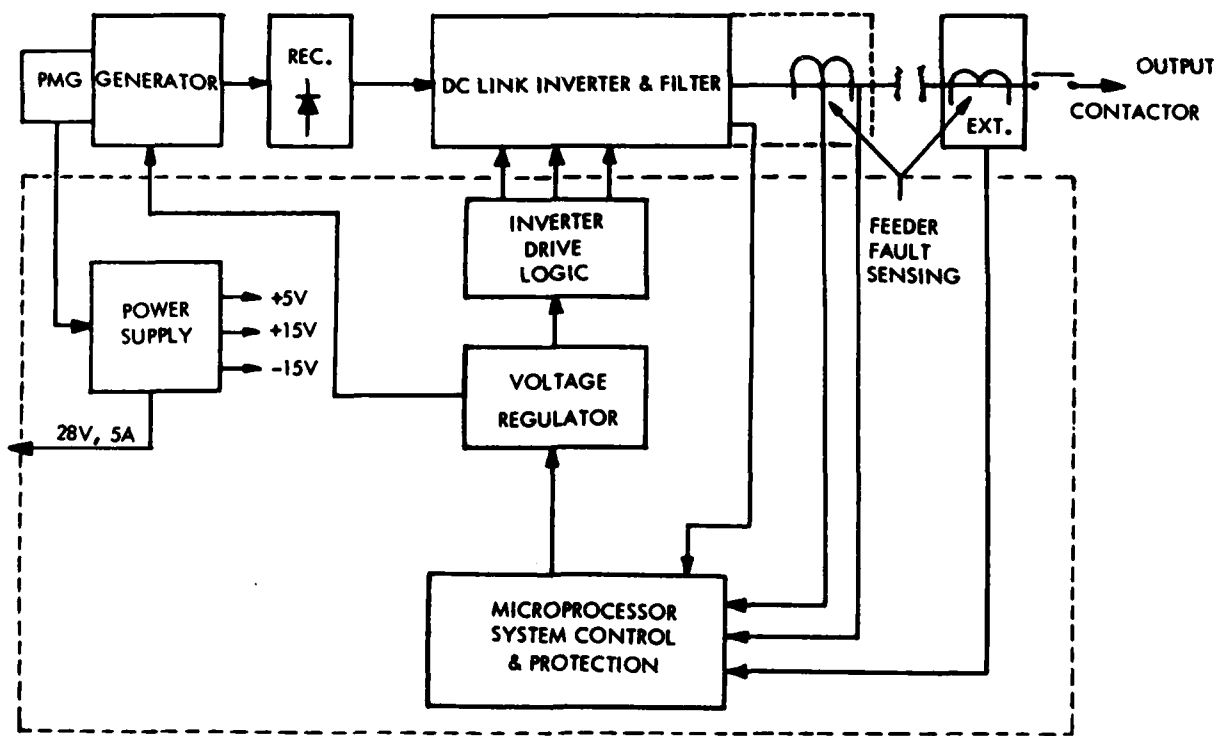 PMG
GENERATOR
REC.
DC LINK INVERTER & FILTER
EXT.
OUTPUT
CONTACTOR
INVERTER
DRIVE
LOGIC
FEEDER
FAULT
SENSING
POWER
SUPPLY
+5V
+15V
-15V
VOLTAGE
REGULATOR
28V, 5A
MICROPROCESSOR
SYSTEM CONTROL
& PROTECTION